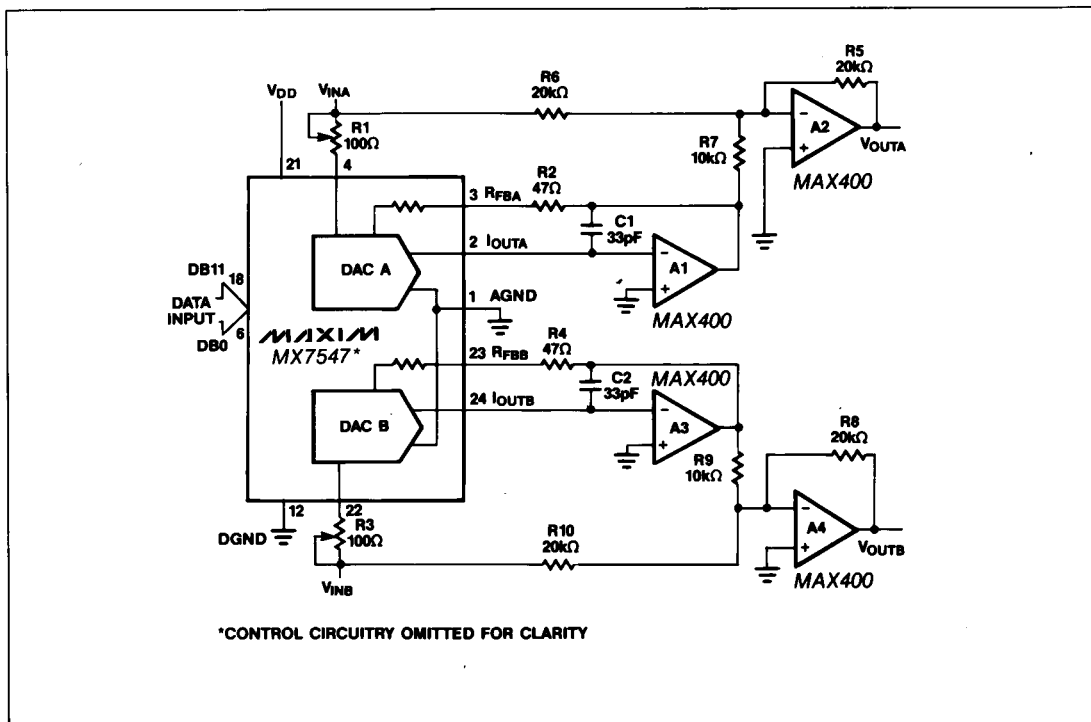 R5
20kΩ
R6
20kΩ
VDD
VINA
R1
100Ω
A2
VOUTA
R7
10kΩ
MAX400
21
4
3 RFBA
R2
47Ω
C1
33pF
2 IOUTA
DAC A
A1
MAX400
DB11
18
DATA
INPUT
6
DB0
1 AGND
MAXIM
MX7547*
23 RFBB
R4
47Ω
C2
33pF
MAX400
24 IOUTB
DAC B
A3
R9
10kΩ
R8
20kΩ
12
DGND
22
R3
100Ω
VINB
R10
20kΩ
A4
VOUTB
MAX400
*CONTROL CIRCUITRY OMITTED FOR CLARITY